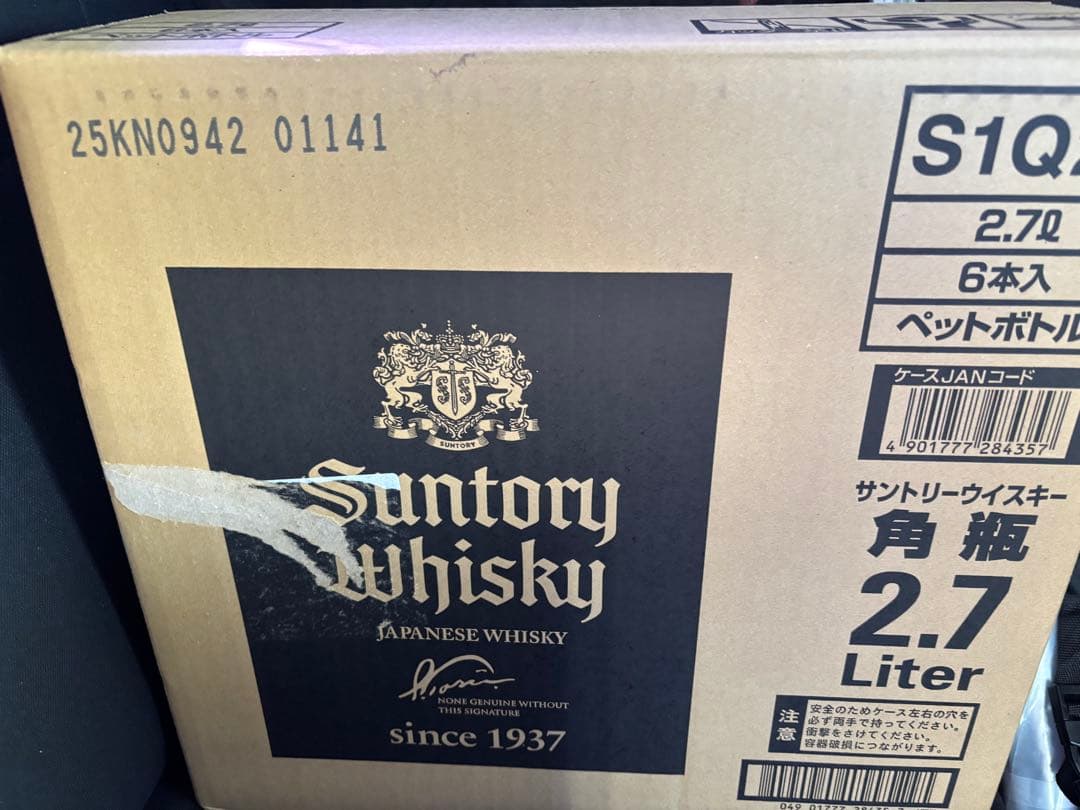 25KN0942 01141
S1Q
2.7ℓ
6本入
ペットボトル
ケースJANコード
4 901777 284357
SUNTORY
Suntory
Whisky
JAPANESE WHISKY
NONE GENUINE WITHOUT
THIS SIGNATURE
since 1937
サントリーウイスキー
角瓶
2.7
Liter
注意
安全のためケース左右の穴を
必ず両手で持ってください。
衝撃をさけてください。
容器破損につながります。